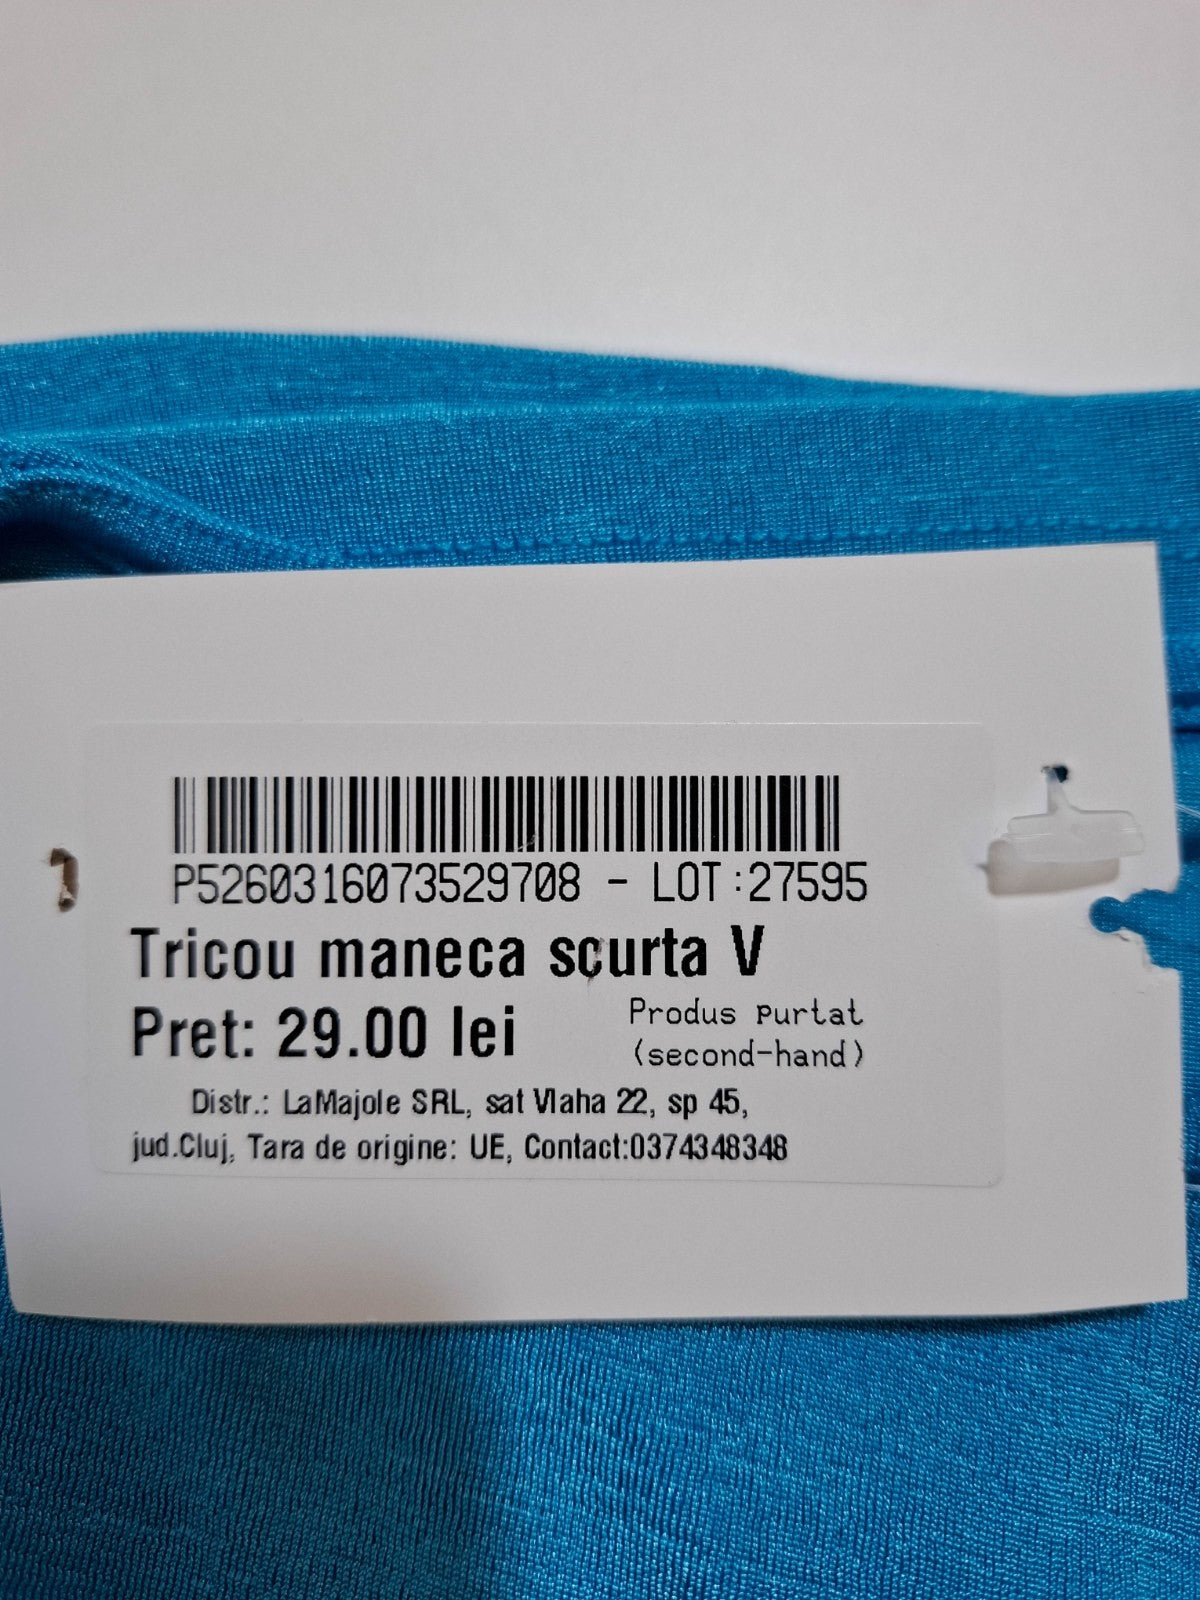 P5260316073529708 - LOT:27595
Tricou maneca scurta V
Pret: 29.00 lei
Produs purtat
(second-hand)
Distr.: LaMajole SRL, sat Vlaha 22, sp 45,
jud.Cluj, Tara de origine: UE, Contact:0374348348